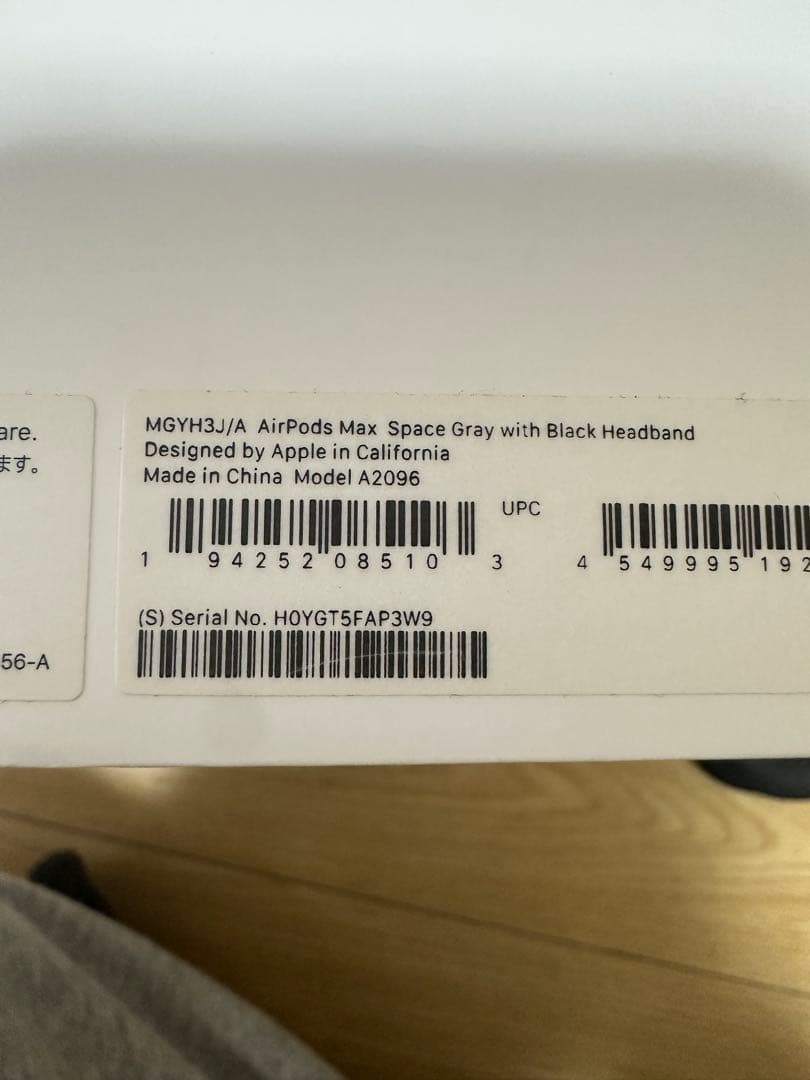 are.
ます。
56-A
MGYH3J/A AirPods Max Space Gray with Black Headband
Designed by Apple in California
Made in China Model A2096
UPC
1 94252 08510 3
4 549995 192
(S) Serial No. H0YGT5FAP3W9